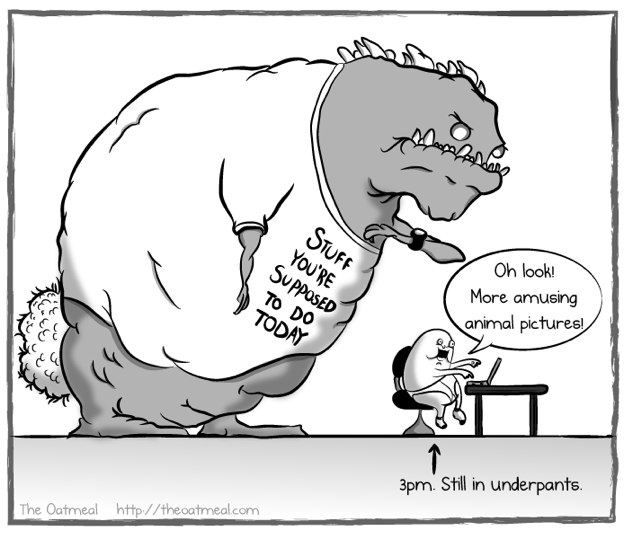 STUFF
YOU'RE
SUPPOSED
TO DO
TODAY
Oh look!
More amusing
animal pictures!
3pm. Still in underpants.
The Oatmeal http://theoatmeal.com